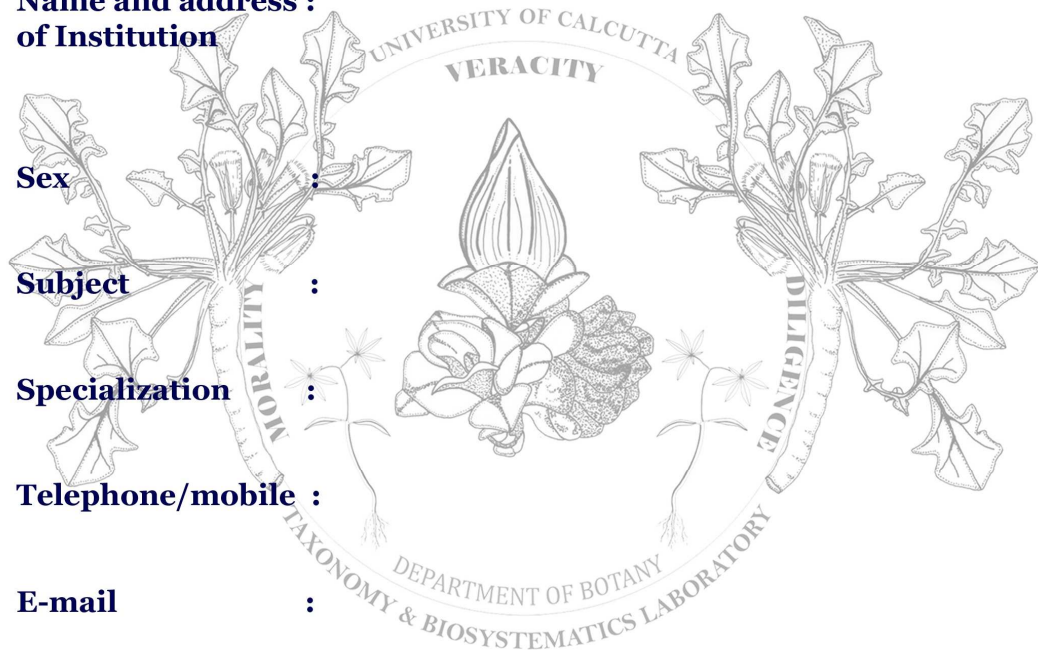 Name and address :
of Institution
UNIVERSITY OF CALCUTTA
VERACITY
Sex :
Subject :
MORALITY
DILIGENCE
Specialization :
Telephone/mobile :
DEPARTMENT OF BOTANY
TAXONOMY & BIOSYSTEMATICS LABORATORY
E-mail :